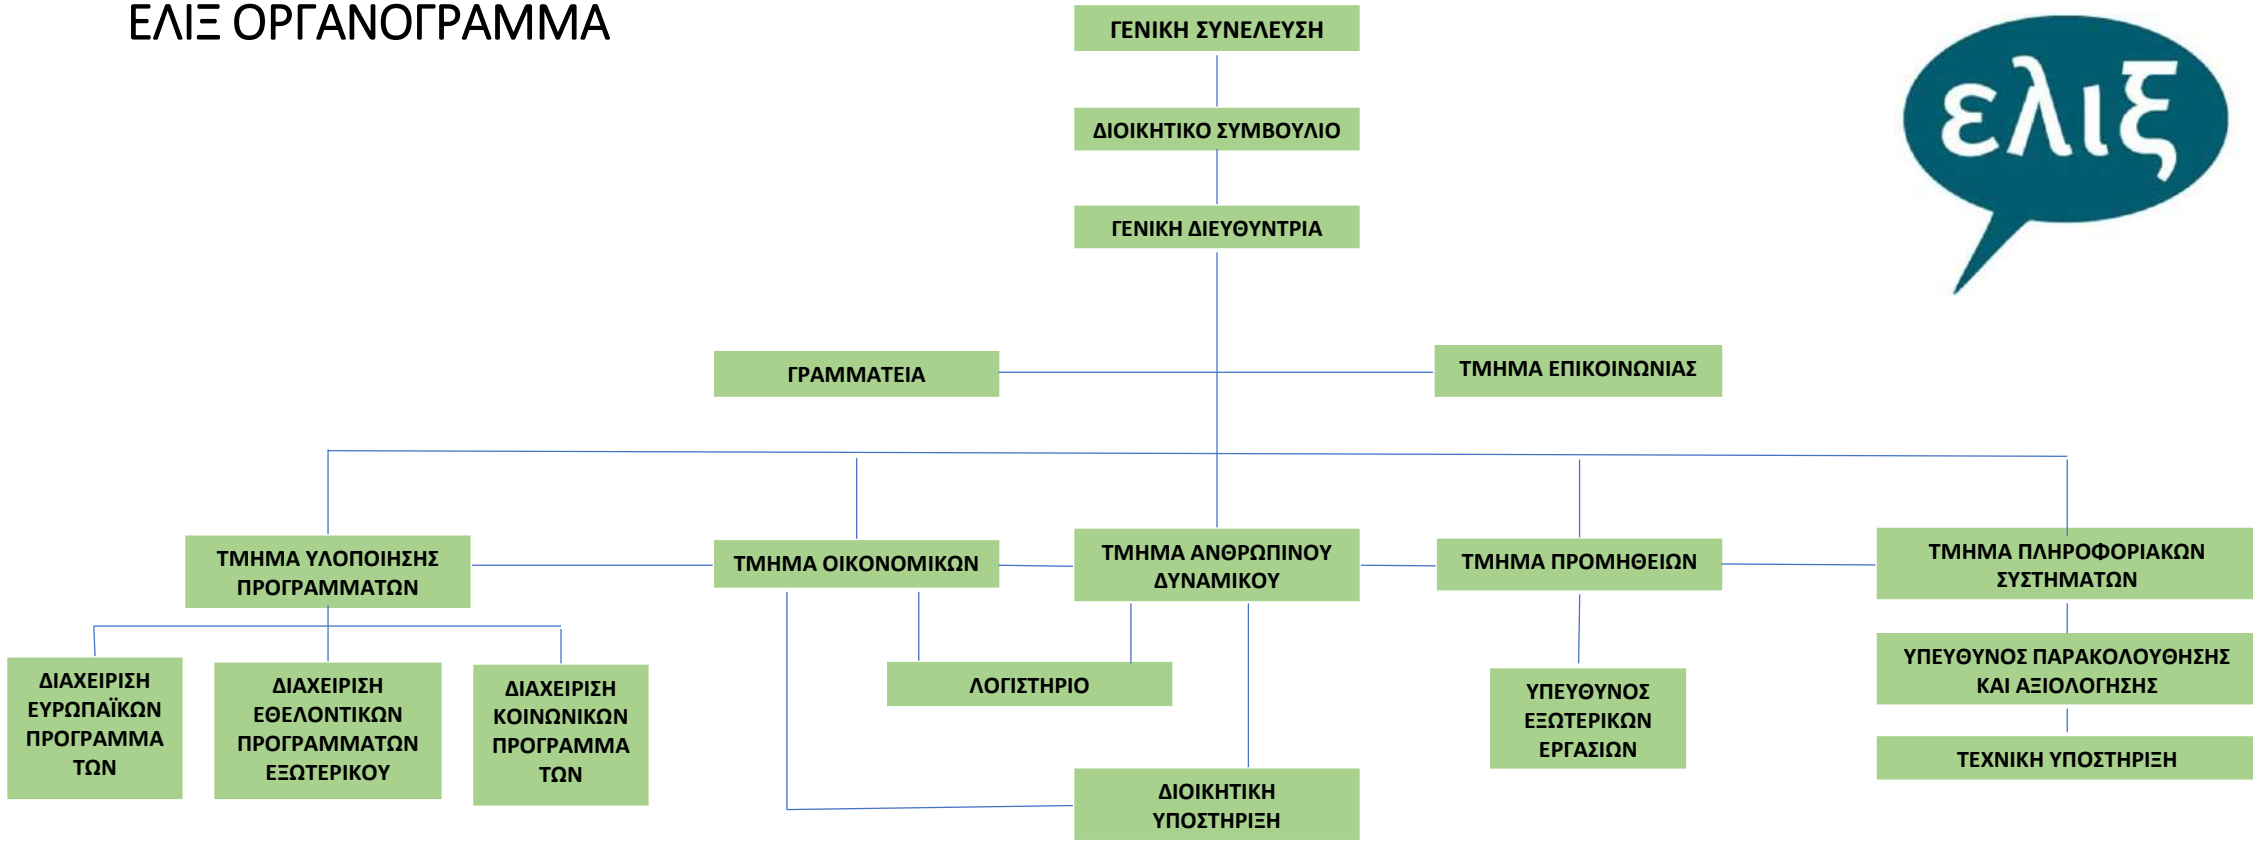 ΕΛΙΞ ΟΡΓΑΝΟΓΡΑΜΜΑ
ΓΕΝΙΚΗ ΣΥΝΕΛΕΥΣΗ
ελιξ
ΔΙΟΙΚΗΤΙΚΟ ΣΥΜΒΟΥΛΙΟ
ΓΕΝΙΚΗ ΔΙΕΥΘΥΝΤΡΙΑ
ΓΡΑΜΜΑΤΕΙΑ
ΤΜΗΜΑ ΕΠΙΚΟΙΝΩΝΙΑΣ
ΤΜΗΜΑ ΥΛΟΠΟΙΗΣΗΣ
ΠΡΟΓΡΑΜΜΑΤΩΝ
ΤΜΗΜΑ ΟΙΚΟΝΟΜΙΚΩΝ
ΤΜΗΜΑ ΑΝΘΡΩΠΙΝΟΥ
ΔΥΝΑΜΙΚΟΥ
ΤΜΗΜΑ ΠΡΟΜΗΘΕΙΩΝ
ΤΜΗΜΑ ΠΛΗΡΟΦΟΡΙΑΚΩΝ
ΣΥΣΤΗΜΑΤΩΝ
ΔΙΑΧΕΙΡΙΣΗ
ΕΥΡΩΠΑΪΚΩΝ
ΠΡΟΓΡΑΜΜΑ
ΤΩΝ
ΔΙΑΧΕΙΡΙΣΗ
ΕΘΕΛΟΝΤΙΚΩΝ
ΠΡΟΓΡΑΜΜΑΤΩΝ
ΕΞΩΤΕΡΙΚΟΥ
ΔΙΑΧΕΙΡΙΣΗ
ΚΟΙΝΩΝΙΚΩΝ
ΠΡΟΓΡΑΜΜΑ
ΤΩΝ
ΛΟΓΙΣΤΗΡΙΟ
ΥΠΕΥΘΥΝΟΣ
ΕΞΩΤΕΡΙΚΩΝ
ΕΡΓΑΣΙΩΝ
ΥΠΕΥΘΥΝΟΣ ΠΑΡΑΚΟΛΟΥΘΗΣΗΣ
ΚΑΙ ΑΞΙΟΛΟΓΗΣΗΣ
ΤΕΧΝΙΚΗ ΥΠΟΣΤΗΡΙΞΗ
ΔΙΟΙΚΗΤΙΚΗ
ΥΠΟΣΤΗΡΙΞΗ